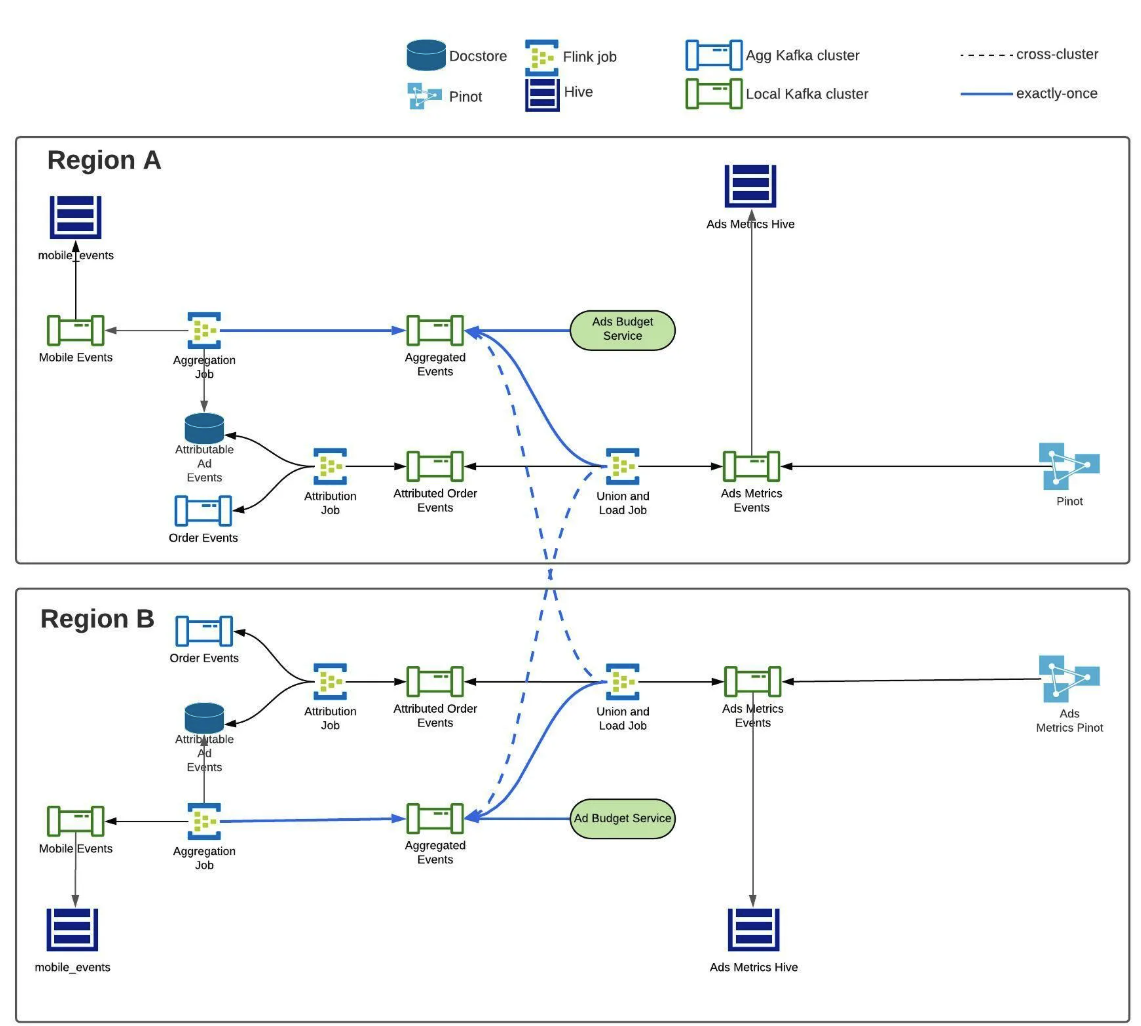 Docstore
Flink job
Agg Kafka cluster
cross-cluster
Pinot
Hive
Local Kafka cluster
exactly-once
Region A
mobile_events
Ads Metrics Hive
Mobile Events
Aggregation
Job
Aggregated
Events
Ads Budget
Service
Attributable
Ad
Events
Order Events
Attribution
Job
Attributed Order
Events
Union and
Load Job
Ads Metrics
Events
Pinot
Region B
Order Events
Attribution
Job
Attributed Order
Events
Union and
Load Job
Ads Metrics
Events
Ads
Metrics Pinot
Attributable
Ad
Events
Mobile Events
Aggregation
Job
Aggregated
Events
Ad Budget Service
mobile_events
Ads Metrics Hive